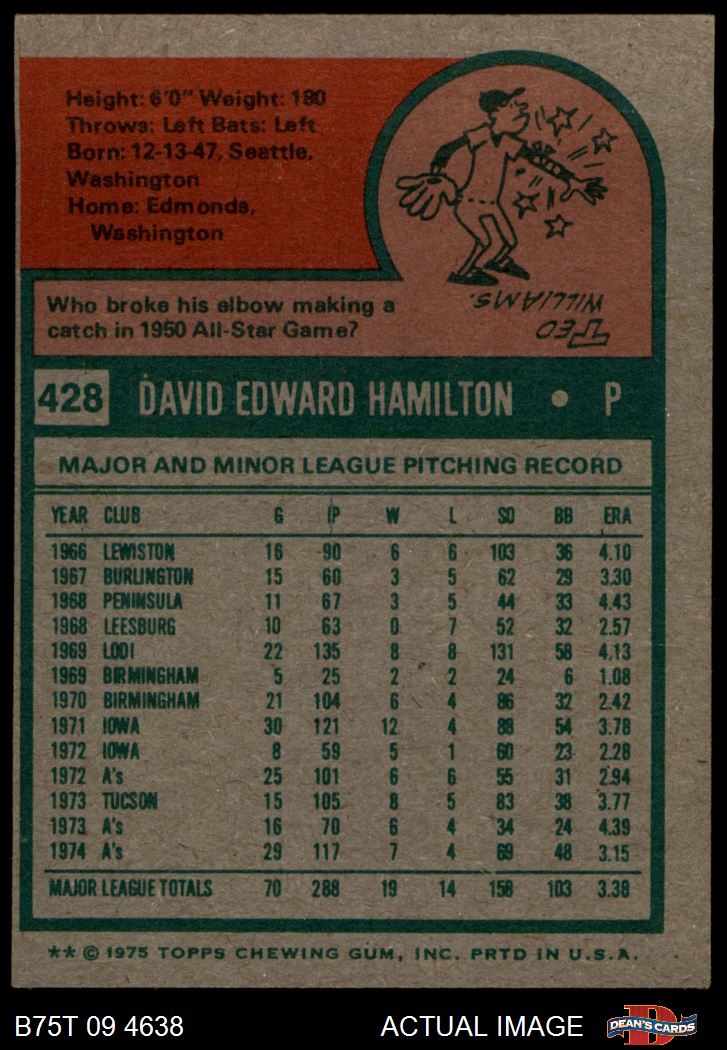 Height: 6'0" Weight: 180
Throws: Left Bats: Left
Born: 12-13-47, Seattle,
Washington
Home: Edmonds,
Washington
TED
WILLIAMS.
Who broke his elbow making a
catch in 1950 All-Star Game?
428 DAVID EDWARD HAMILTON • P
MAJOR AND MINOR LEAGUE PITCHING RECORD
YEAR CLUB G IP W L SO BB ERA
1966 LEWISTON 16 90 6 6 103 36 4.10
1967 BURLINGTON 15 60 3 5 62 29 3.30
1968 PENINSULA 11 67 3 5 44 33 4.43
1968 LEESBURG 10 63 0 7 52 32 2.57
1969 LODI 22 135 8 8 131 58 4.13
1969 BIRMINGHAM 5 25 2 2 24 6 1.08
1970 BIRMINGHAM 21 104 6 4 86 32 2.42
1971 IOWA 30 121 12 4 88 54 3.78
1972 IOWA 8 59 5 1 60 23 2.28
1972 A's 25 101 6 6 55 31 2.94
1973 TUCSON 15 105 8 5 83 38 3.77
1973 A's 16 70 6 4 34 24 4.39
1974 A's 29 117 7 4 69 48 3.15
MAJOR LEAGUE TOTALS 70 288 19 14 158 103 3.38
** © 1975 TOPPS CHEWING GUM, INC. PRTD IN U.S.A.
B75T 09 4638 ACTUAL IMAGE D DEAN'S CARDS